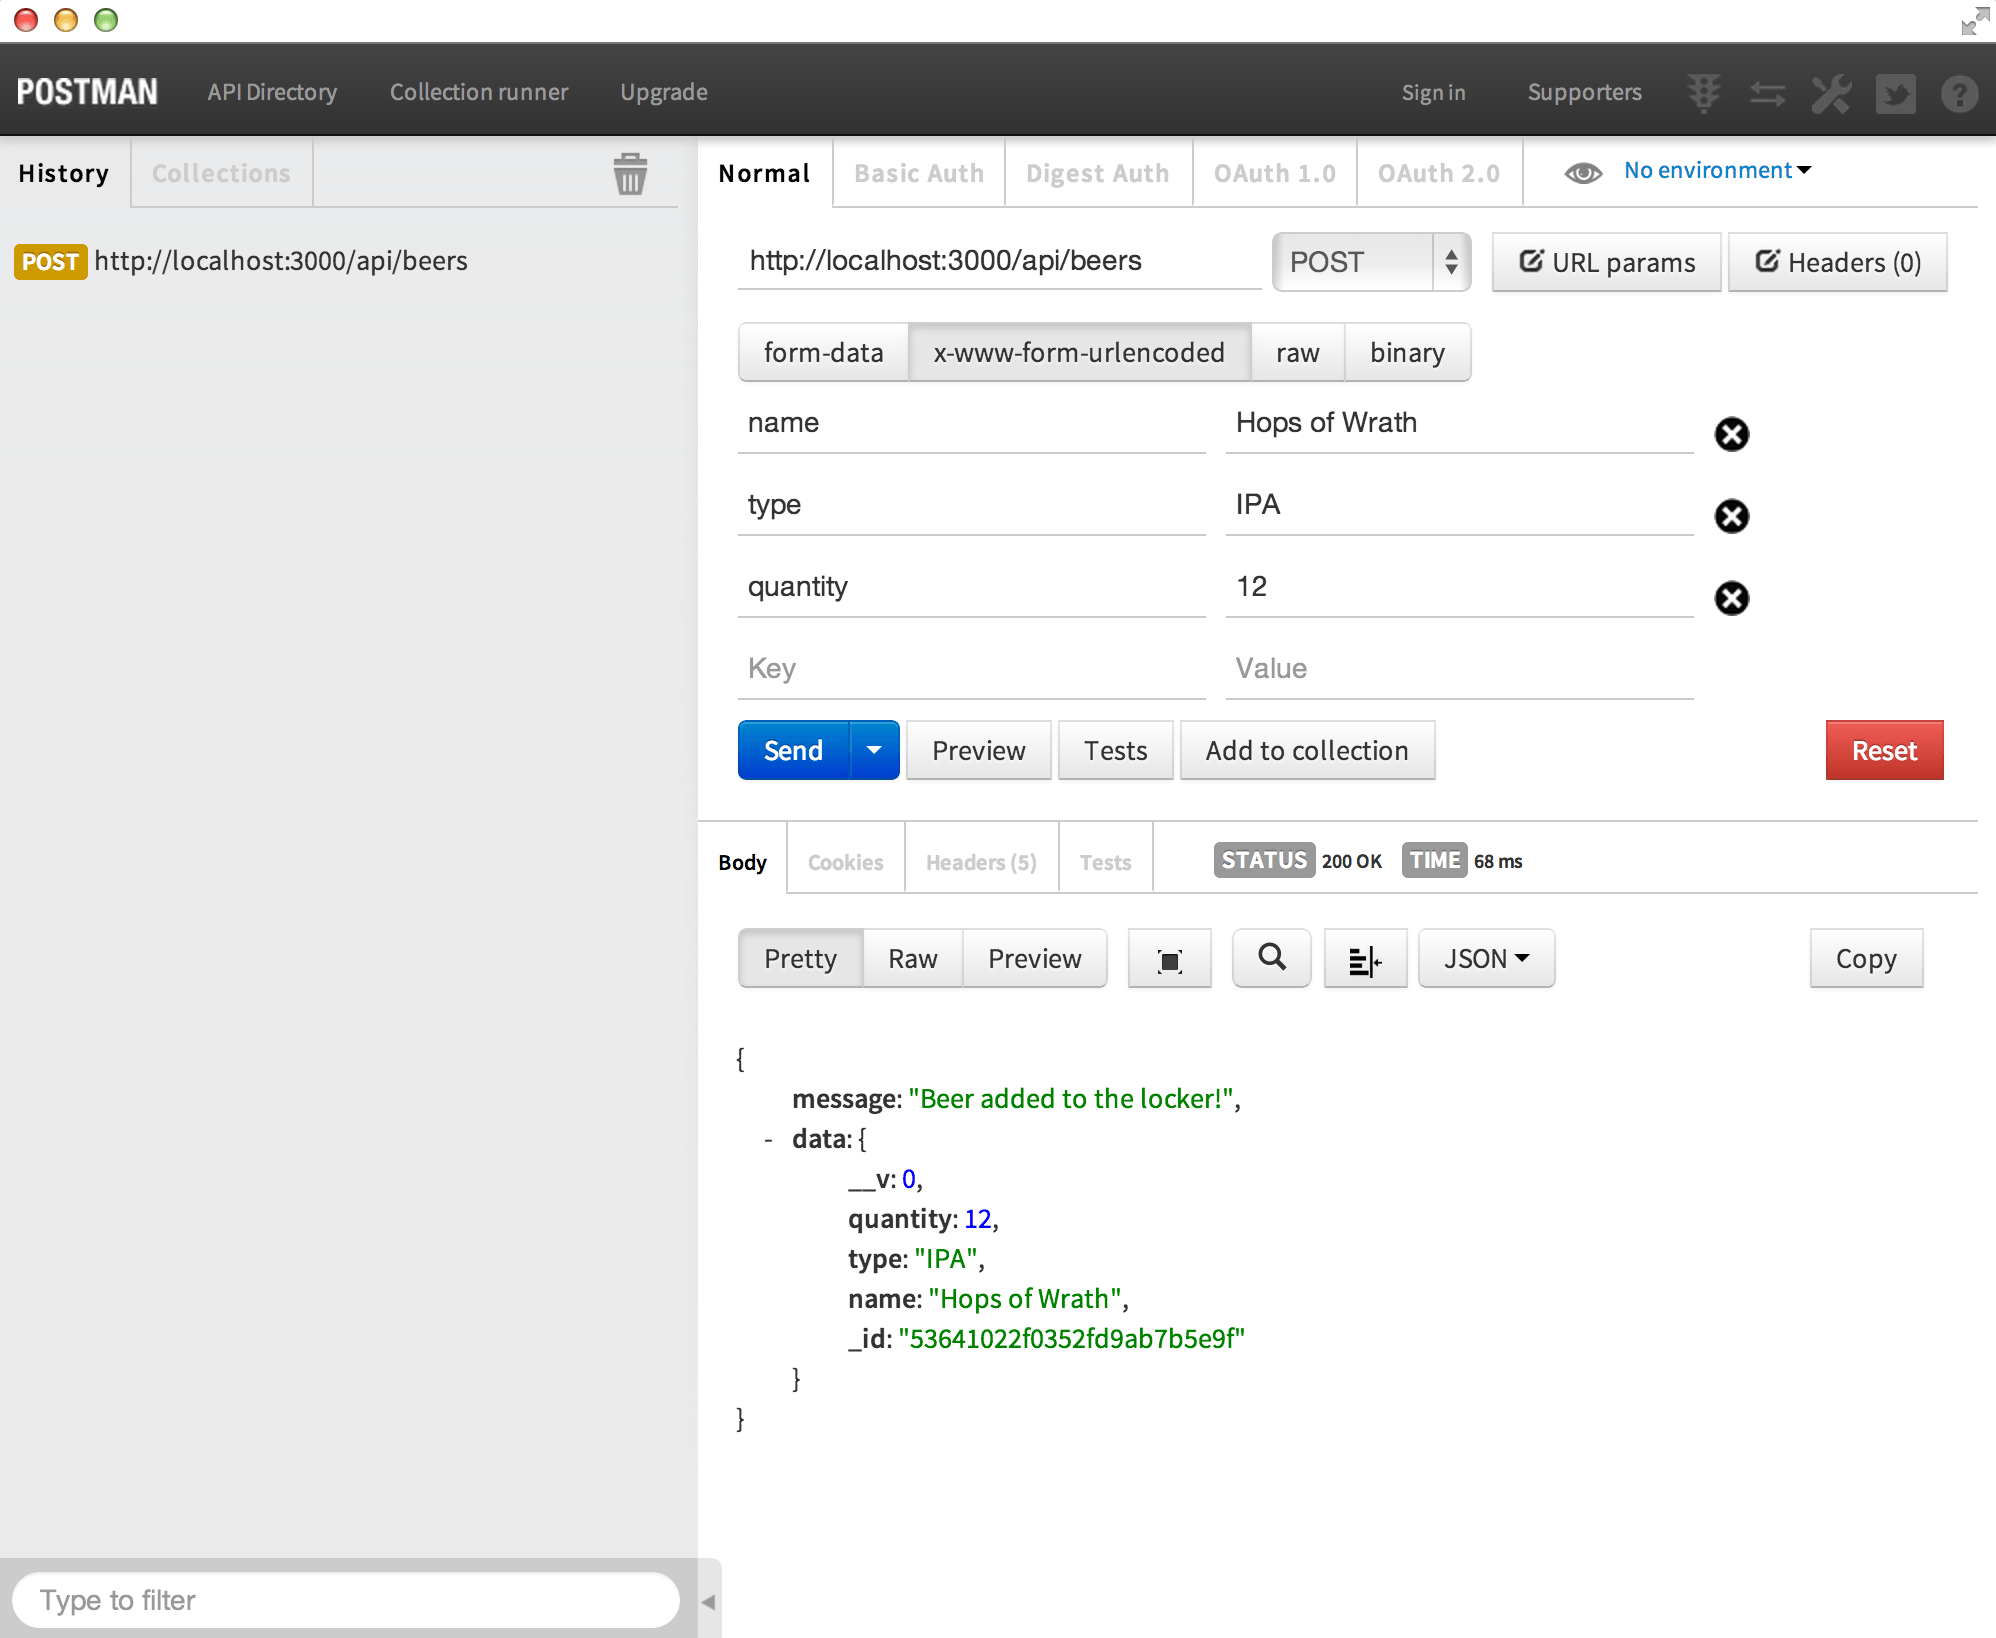 POSTMAN API Directory Collection runner Upgrade Sign in Supporters
History Collections
POST http://localhost:3000/api/beers
Normal Basic Auth Digest Auth OAuth 1.0 OAuth 2.0 No environment
http://localhost:3000/api/beers POST URL params Headers (0)
form-data x-www-form-urlencoded raw binary
name Hops of Wrath
type IPA
quantity 12
Key Value
Send Preview Tests Add to collection Reset
Body Cookies Headers (5) Tests STATUS 200 OK TIME 68 ms
Pretty Raw Preview JSON Copy
{
message: "Beer added to the locker!",
- data: {
__v: 0,
quantity: 12,
type: "IPA",
name: "Hops of Wrath",
_id: "53641022f0352fd9ab7b5e9f"
}
}
Type to filter